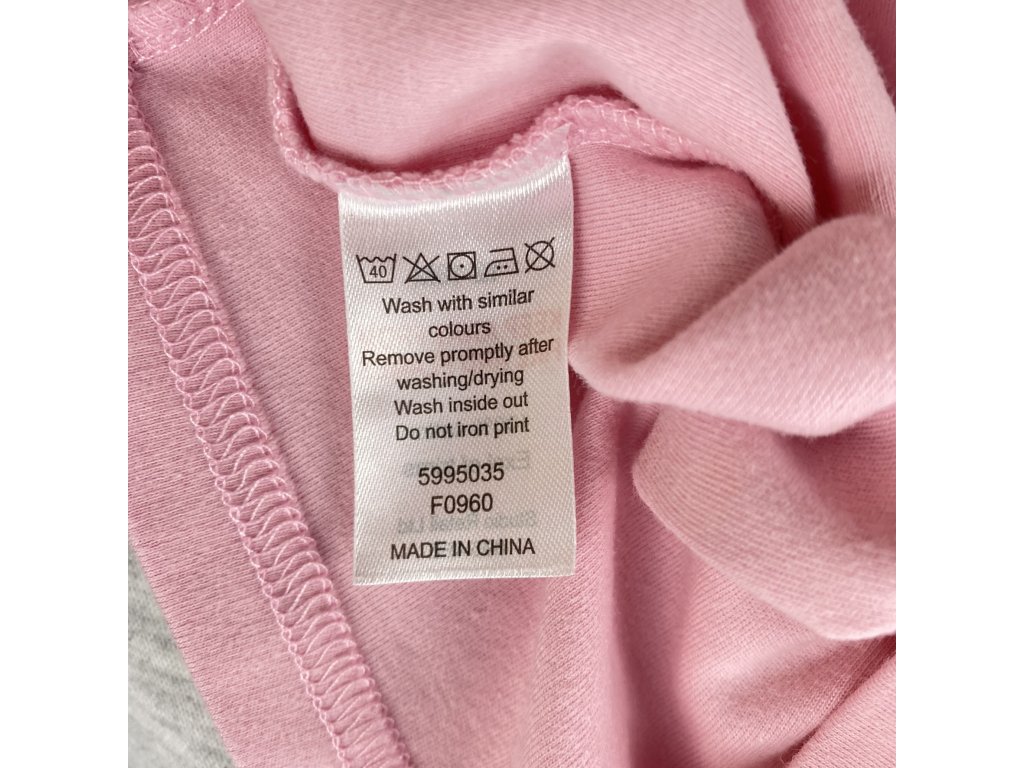 40
Wash with similar
colours
Remove promptly after
washing/drying
Wash inside out
Do not iron print
5995035
F0960
MADE IN CHINA